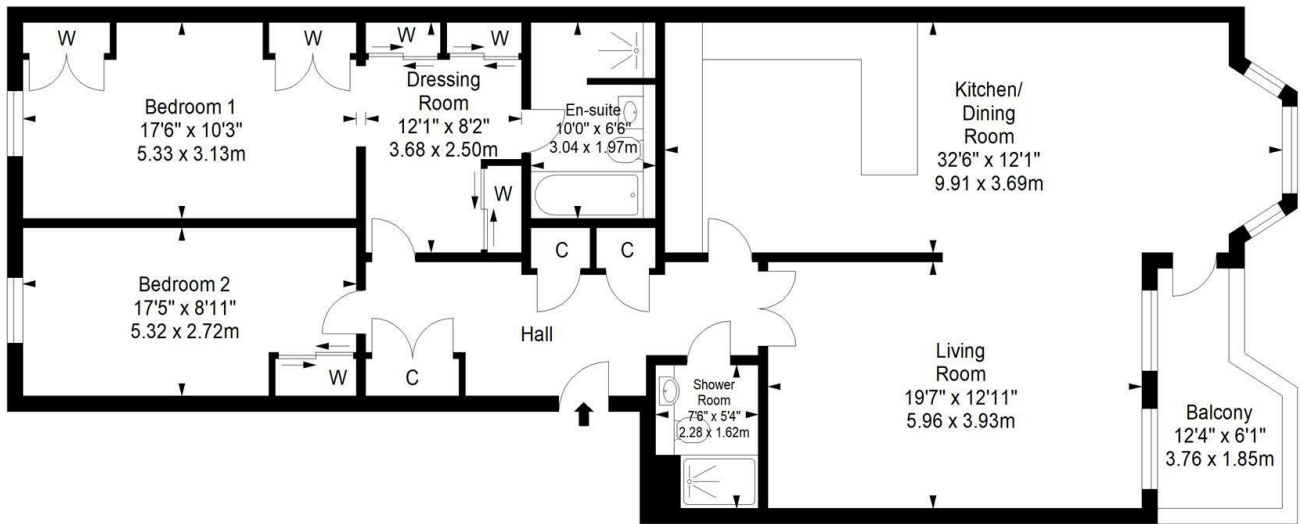 W
W
W
W
Bedroom 1
17'6" x 10'3"
5.33 x 3.13m
Dressing
Room
12'1" x 8'2"
3.68 x 2.50m
En-suite
10'0" x 6'6"
3.04 x 1.97m
Kitchen/
Dining
Room
32'6" x 12'1"
9.91 x 3.69m
W
C
C
Bedroom 2
17'5" x 8'11"
5.32 x 2.72m
W
C
Hall
Shower
Room
7'6" x 5'4"
2.28 x 1.62m
Living
Room
19'7" x 12'11"
5.96 x 3.93m
Balcony
12'4" x 6'1"
3.76 x 1.85m